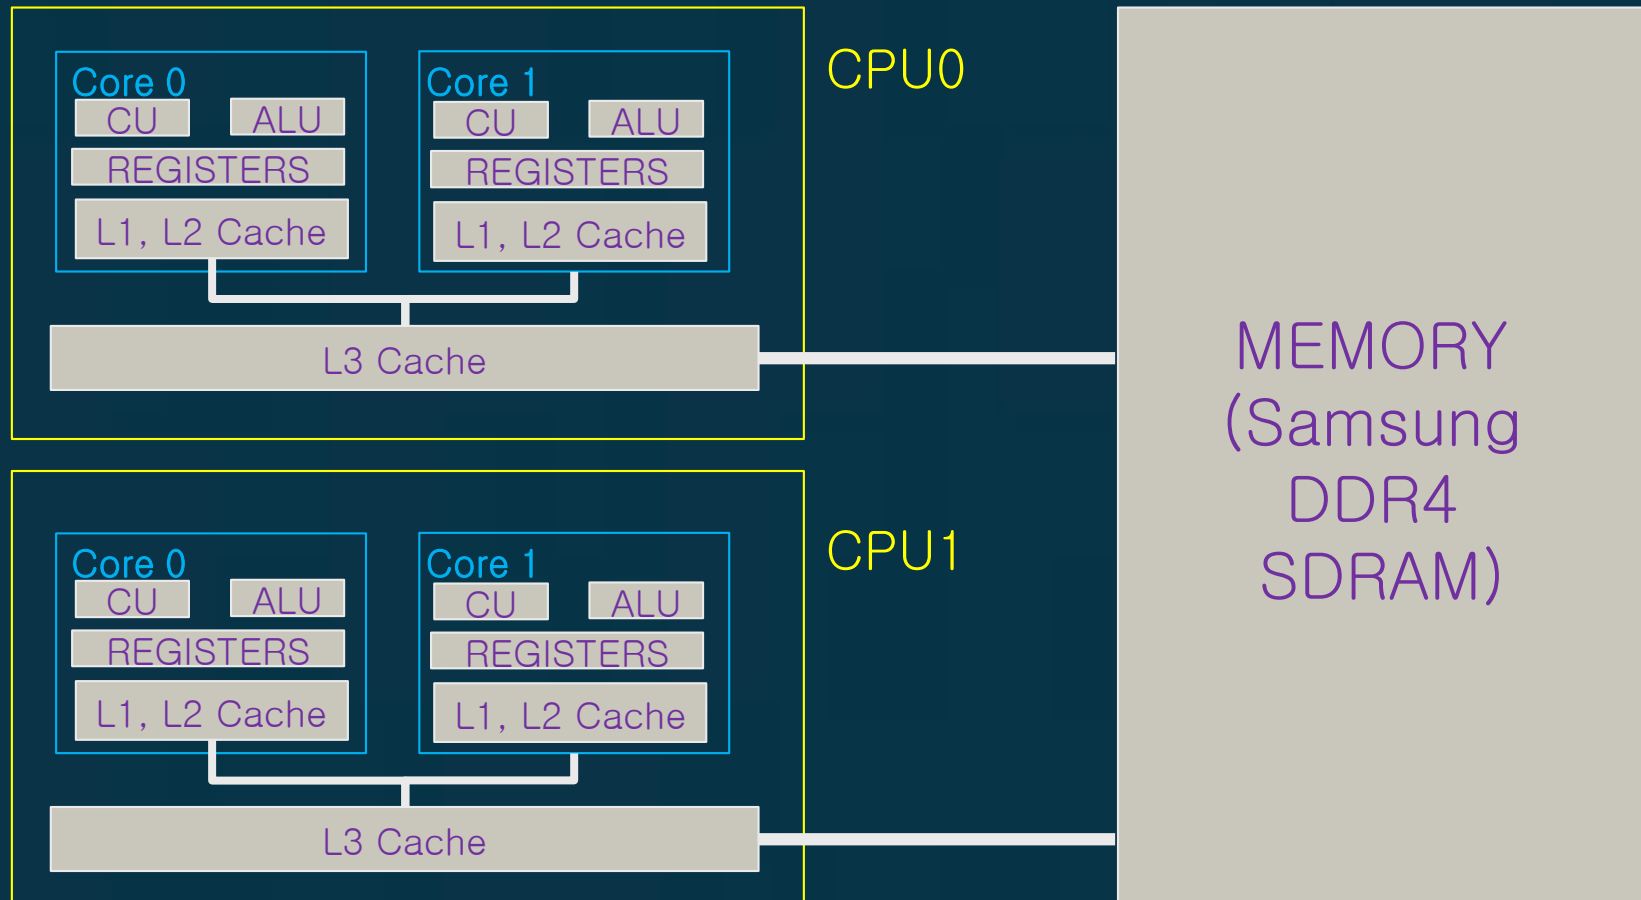 CPU0
Core 0
CU
ALU
REGISTERS
L1, L2 Cache
Core 1
CU
ALU
REGISTERS
L1, L2 Cache
L3 Cache
CPU1
Core 0
CU
ALU
REGISTERS
L1, L2 Cache
Core 1
CU
ALU
REGISTERS
L1, L2 Cache
L3 Cache
MEMORY
(Samsung
DDR4
SDRAM)